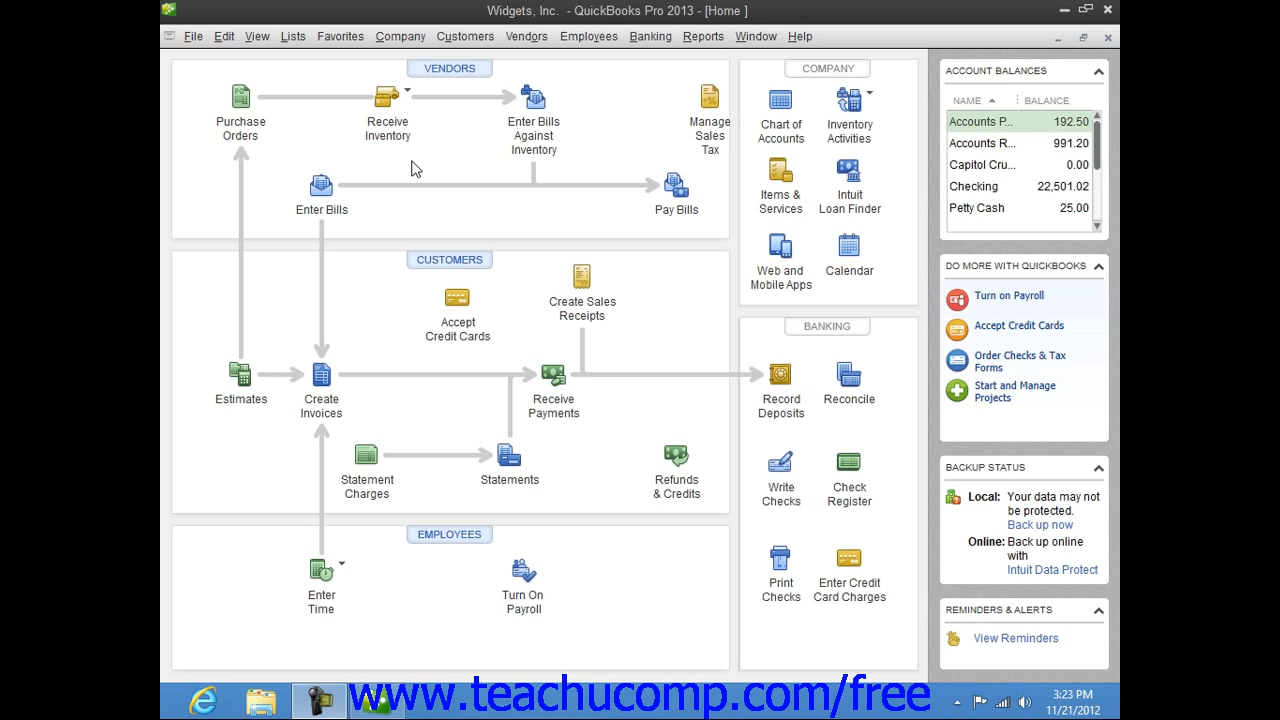 Widgets, Inc. - QuickBooks Pro 2013 - [Home ]
File Edit View Lists Favorites Company Customers Vendors Employees Banking Reports Window Help
VENDORS
Purchase
Orders
Receive
Inventory
Enter Bills
Against
Inventory
Manage
Sales
Tax
Enter Bills
Pay Bills
CUSTOMERS
Accept
Credit Cards
Create Sales
Receipts
Estimates
Create
Invoices
Receive
Payments
Statement
Charges
Statements
Refunds
& Credits
EMPLOYEES
Enter
Time
Turn On
Payroll
COMPANY
Chart of
Accounts
Inventory
Activities
Items &
Services
Intuit
Loan Finder
Web and
Mobile Apps
Calendar
BANKING
Record
Deposits
Reconcile
Write
Checks
Check
Register
Print
Checks
Enter Credit
Card Charges
ACCOUNT BALANCES
NAME BALANCE
Accounts P... 192.50
Accounts R... 991.20
Capitol Cru... 0.00
Checking 22,501.02
Petty Cash 25.00
DO MORE WITH QUICKBOOKS
Turn on Payroll
Accept Credit Cards
Order Checks & Tax
Forms
Start and Manage
Projects
BACKUP STATUS
Local: Your data may not
be protected.
Back up now
Online: Back up online
with
Intuit Data Protect
REMINDERS & ALERTS
View Reminders
www.teachucomp.com/free
3:23 PM
11/21/2012